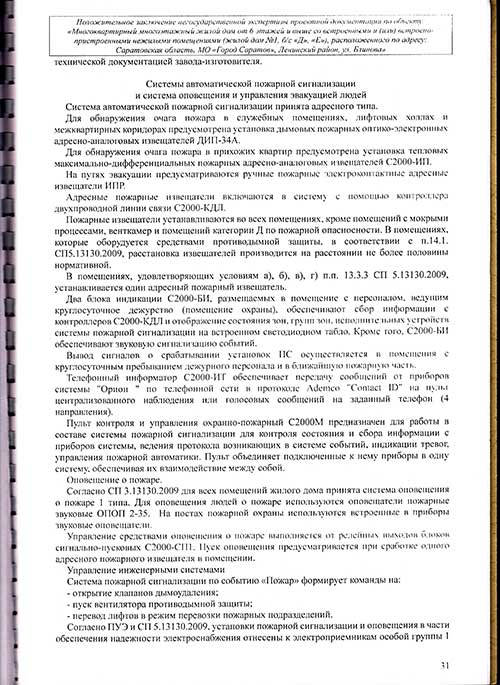 Положительное заключение негосударственной экспертизы проектной документации по объекту:
«Многоквартирный многоэтажный жилой дом от 6 этажей и выше со встроенными и (или) встроено-
пристроенными нежилыми помещениями (жилой дом №1, б/с «Д», «Е»), расположенного по адресу:
Саратовская область, МО «Город Саратов», Ленинский район, ул. Блинова»
технической документацией завода-изготовителя.
Системы автоматической пожарной сигнализации
и система оповещения и управления эвакуацией людей
Система автоматической пожарной сигнализации принята адресного типа.
Для обнаружения очага пожара в служебных помещениях, лифтовых холлах и
межквартирных коридорах предусмотрена установка дымовых пожарных оптико-электронных
адресно-аналоговых извещателей ДИП-34А.
Для обнаружения очага пожара в прихожих квартир предусмотрена установка тепловых
максимально-дифференциальных пожарных адресно-аналоговых извещателей С2000-ИП.
На путях эвакуации предусматриваются ручные пожарные электроконтактные адресные
извещатели ИПР.
Адресные пожарные извещатели включаются в систему с помощью контроллера
двухпроводной линии связи С2000-КДЛ.
Пожарные извещатели устанавливаются во всех помещениях, кроме помещений с мокрыми
процессами, венткамер и помещений категории Д по пожарной опасности. В помещениях,
которые оборудуется средствами противодымной защиты, в соответствии с п.14.1.
СП5.13130.2009, расстановка извещателей производится на расстоянии не более половины
нормативной.
В помещениях, удовлетворяющих условиям а), б), в), г) п.п. 13.3.3 СП 5.13130.2009,
устанавливается один адресный пожарный извещатель.
Два блока индикации С2000-БИ, размещаемых в помещение с персоналом, ведущим
круглосуточное дежурство (помещение охраны), обеспечивают сбор информации с
контроллеров С2000-КДЛ и отображение состояния зон, групп зон, исполнительных устройств
системы пожарной сигнализации на встроенном светодиодном табло. Кроме того, С2000-БИ
обеспечивают звуковую сигнализацию событий.
Вывод сигналов о срабатывании установок ПС осуществляется в помещения с
круглосуточным пребыванием дежурного персонала и в ближайшую пожарную часть.
Телефонный информатор С2000-ИТ обеспечивает передачу сообщений от приборов
системы "Орион " по телефонной сети в протоколе Ademco "Contact ID" на пульт
централизованного наблюдения или голосовых сообщений на заданный телефон (4
направления).
Пульт контроля и управления охранно-пожарный С2000М предназначен для работы в
составе системы пожарной сигнализации для контроля состояния и сбора информации с
приборов системы, ведения протокола возникающих в системе событий, индикации тревог,
управления пожарной автоматики. Пульт объединяет подключенные к нему приборы в одну
систему, обеспечивая их взаимодействие между собой.
Оповещение о пожаре.
Согласно СП 3.13130.2009 для всех помещений жилого дома принята система оповещения
о пожаре 1 типа. Для оповещения людей о пожаре используются оповещатели пожарные
звуковые ОПОП 2-35. На постах пожарной охраны используются встроенные в приборы
звуковые оповещатели.
Управление средствами оповещения о пожаре выполняется от релейных выходов блоков
сигнально-пусковых С2000-СП1. Пуск оповещения предусматривается при сработке одного
адресного пожарного извещателя в помещении.
Управление инженерными системами
Система пожарной сигнализации по событию «Пожар» формирует команды на:
- открытие клапанов дымоудаления;
- пуск вентилятора противодымной защиты;
- перевод лифтов в режим перевозки пожарных подразделений.
Согласно ПУЭ и СП 5.13130.2009, установки пожарной сигнализации и оповещения в части
обеспечения надежности электроснабжения отнесены к электроприемникам особой группы 1
31